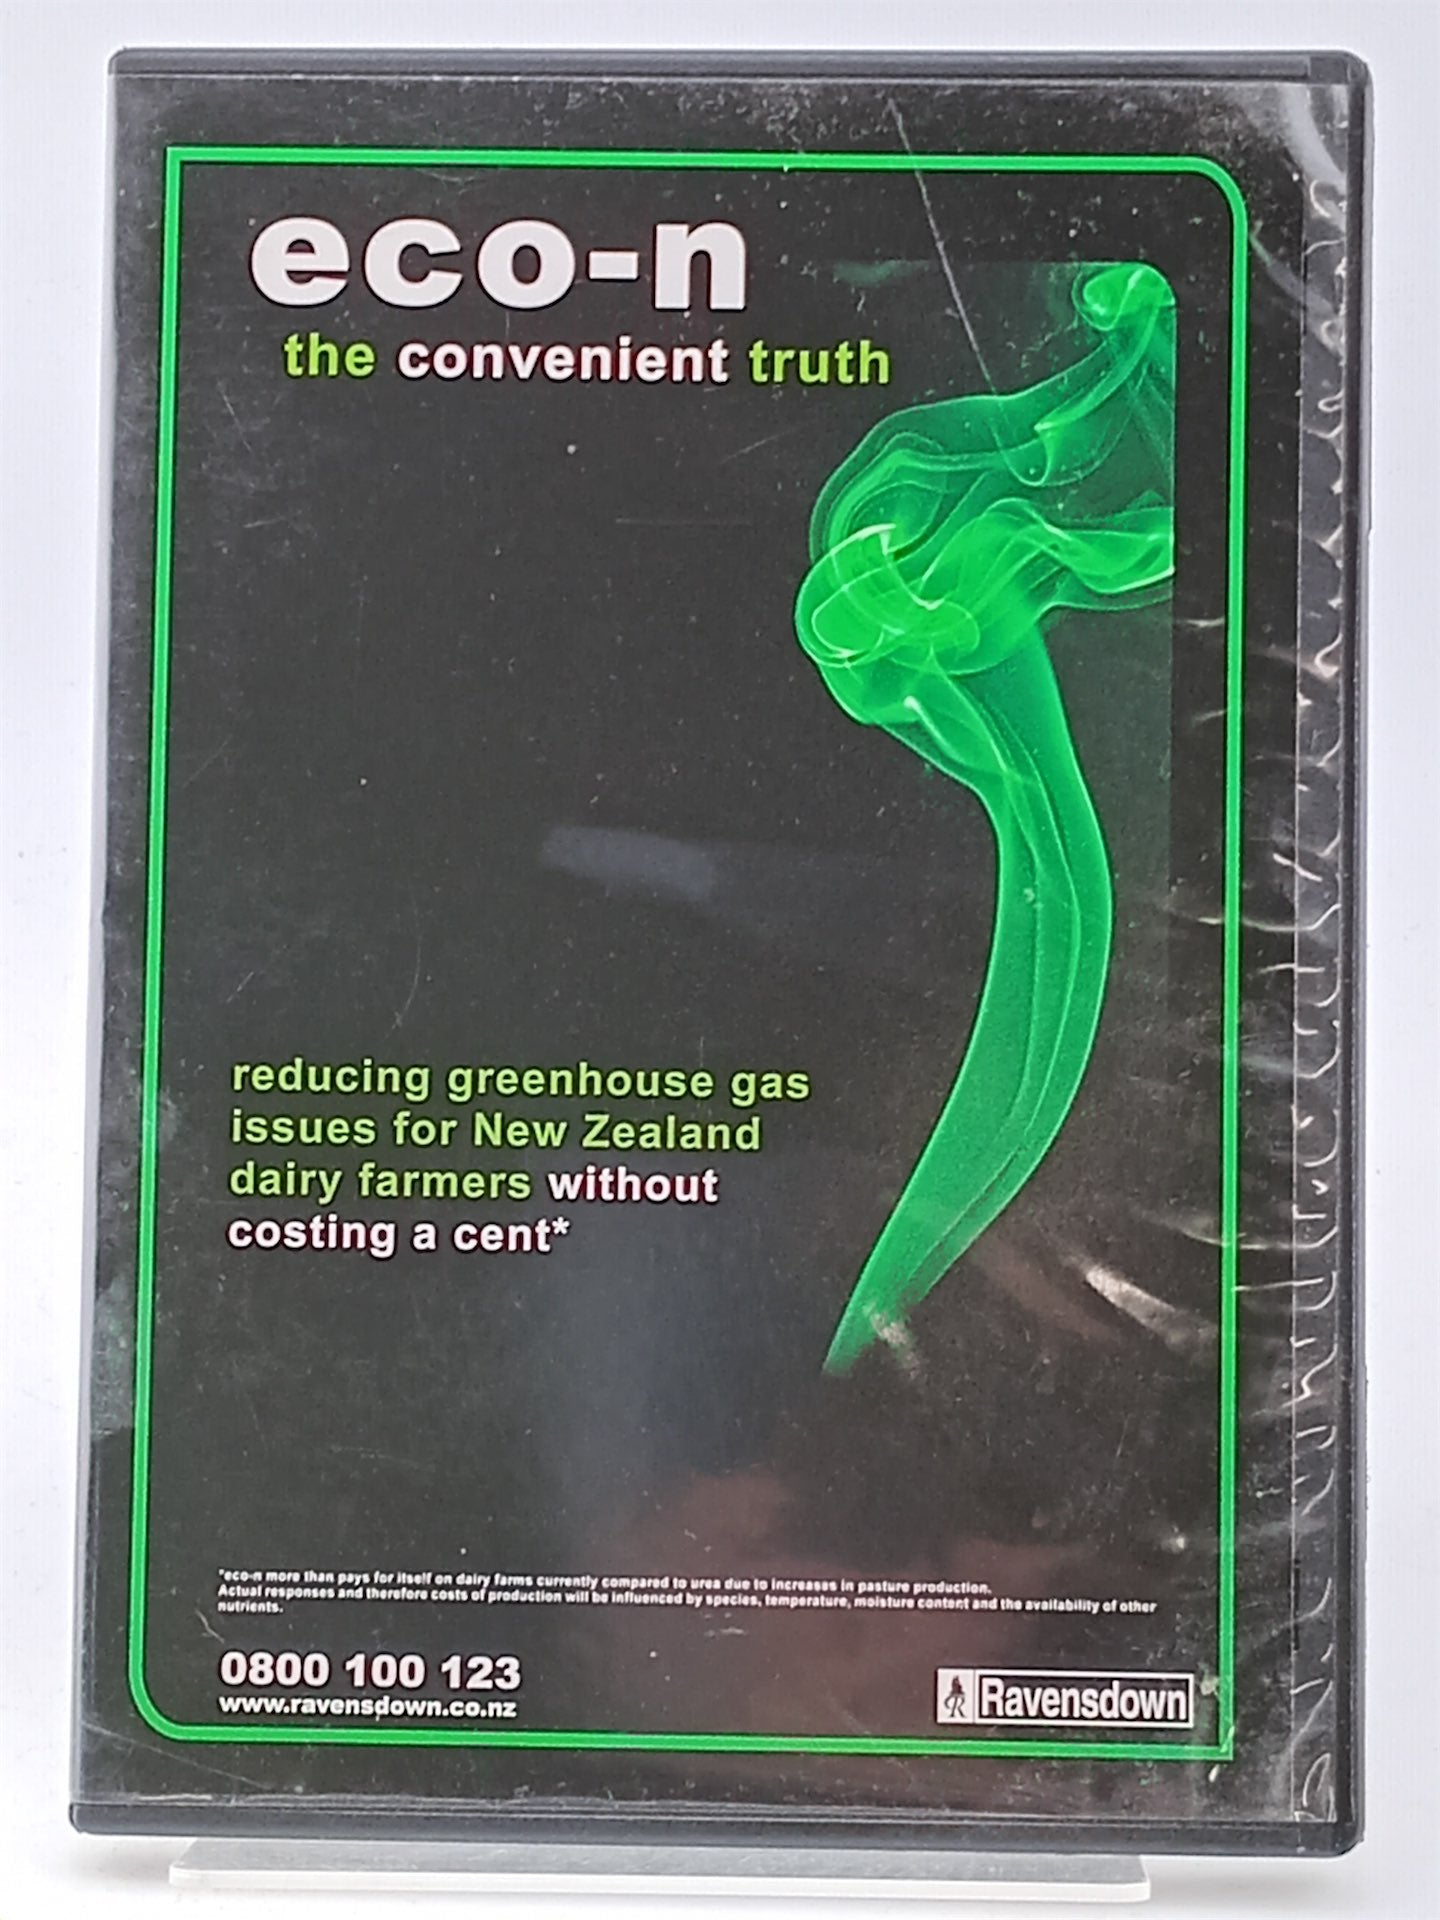 eco-n
the convenient truth
reducing greenhouse gas
issues for New Zealand
dairy farmers without
costing a cent*
*eco-n more than pays for itself on dairy farms currently compared to urea due to increases in pasture production.
Actual responses and therefore costs of production will be influenced by species, temperature, moisture content and the availability of other
nutrients.
0800 100 123
www.ravensdown.co.nz
Ravensdown